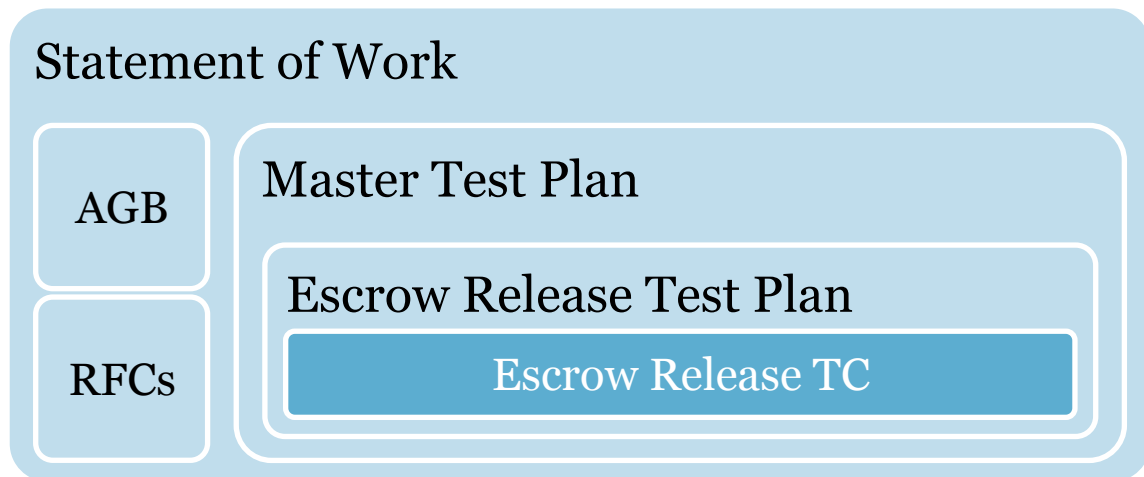 Statement of Work
AGB
RFCs
Master Test Plan
Escrow Release Test Plan
Escrow Release TC